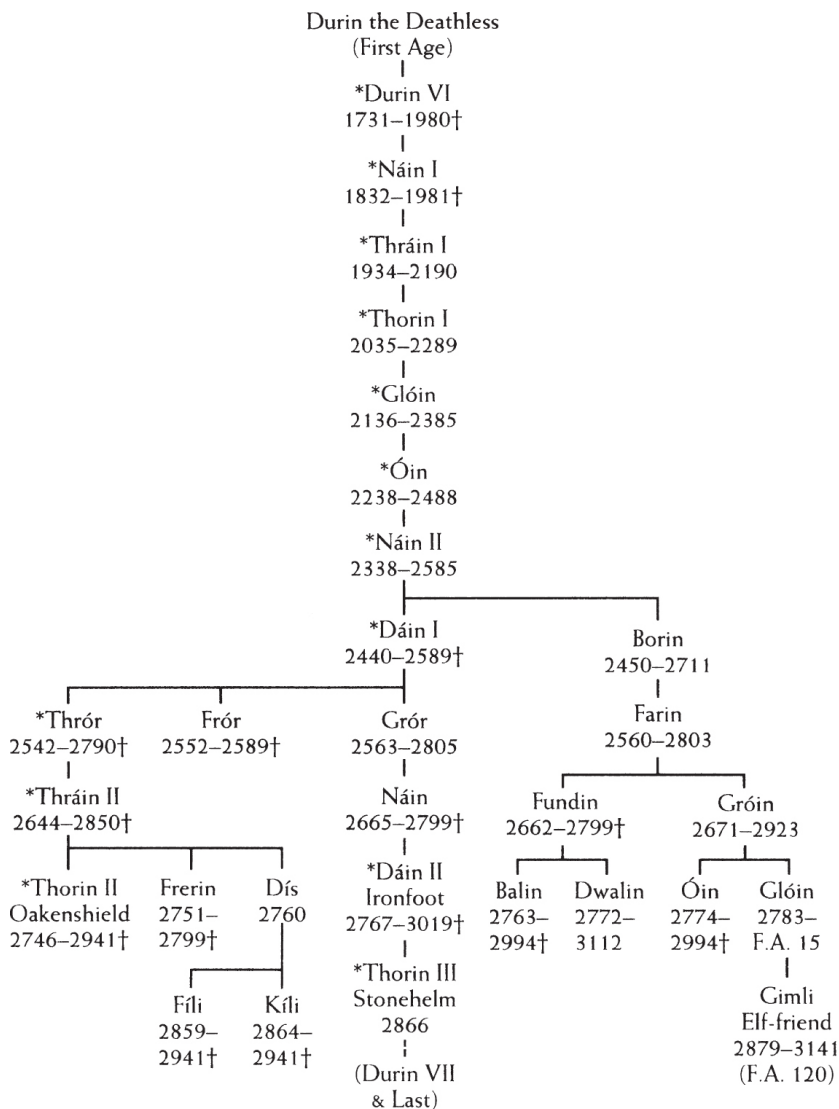 Durin the Deathless
(First Age)
*Durin VI
1731–1980†
*Náin I
1832–1981†
*Thráin I
1934–2190
*Thorin I
2035–2289
*Glóin
2136–2385
*Óin
2238–2488
*Náin II
2338–2585
*Dáin I
2440–2589†
Borin
2450–2711
*Thrór
2542–2790†
Frór
2552–2589†
Grór
2563–2805
Farin
2560–2803
*Thráin II
2644–2850†
Náin
2665–2799†
Fundin
2662–2799†
Gróin
2671–2923
*Thorin II
Oakenshield
2746–2941†
Frerin
2751–
2799†
Dís
2760
*Dáin II
Ironfoot
2767–3019†
Balin
2763–
2994†
Dwalin
2772–
3112
Óin
2774–
2994†
Glóin
2783–
F.A. 15
Fíli
2859–
2941†
Kíli
2864–
2941†
*Thorin III
Stonehelm
2866
Gimli
Elf-friend
2879–3141
(F.A. 120)
(Durin VII
& Last)